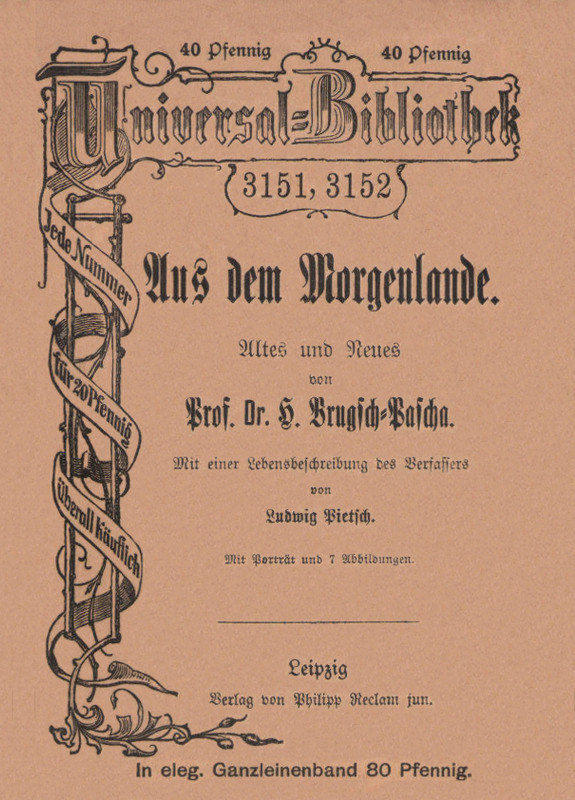 40 Pfennig 40 Pfennig
Universal=Bibliothek
3151, 3152
Jede Nummer
für 20 Pfennig
überall käuflich
Aus dem Morgenlande.
Altes und Neues
von
Prof. Dr. H. Brugsch=Pascha.
Mit einer Lebensbeschreibung des Verfassers
von
Ludwig Pietsch.
Mit Porträt und 7 Abbildungen.
Leipzig
Verlag von Philipp Reclam jun.
In eleg. Ganzleinenband 80 Pfennig.